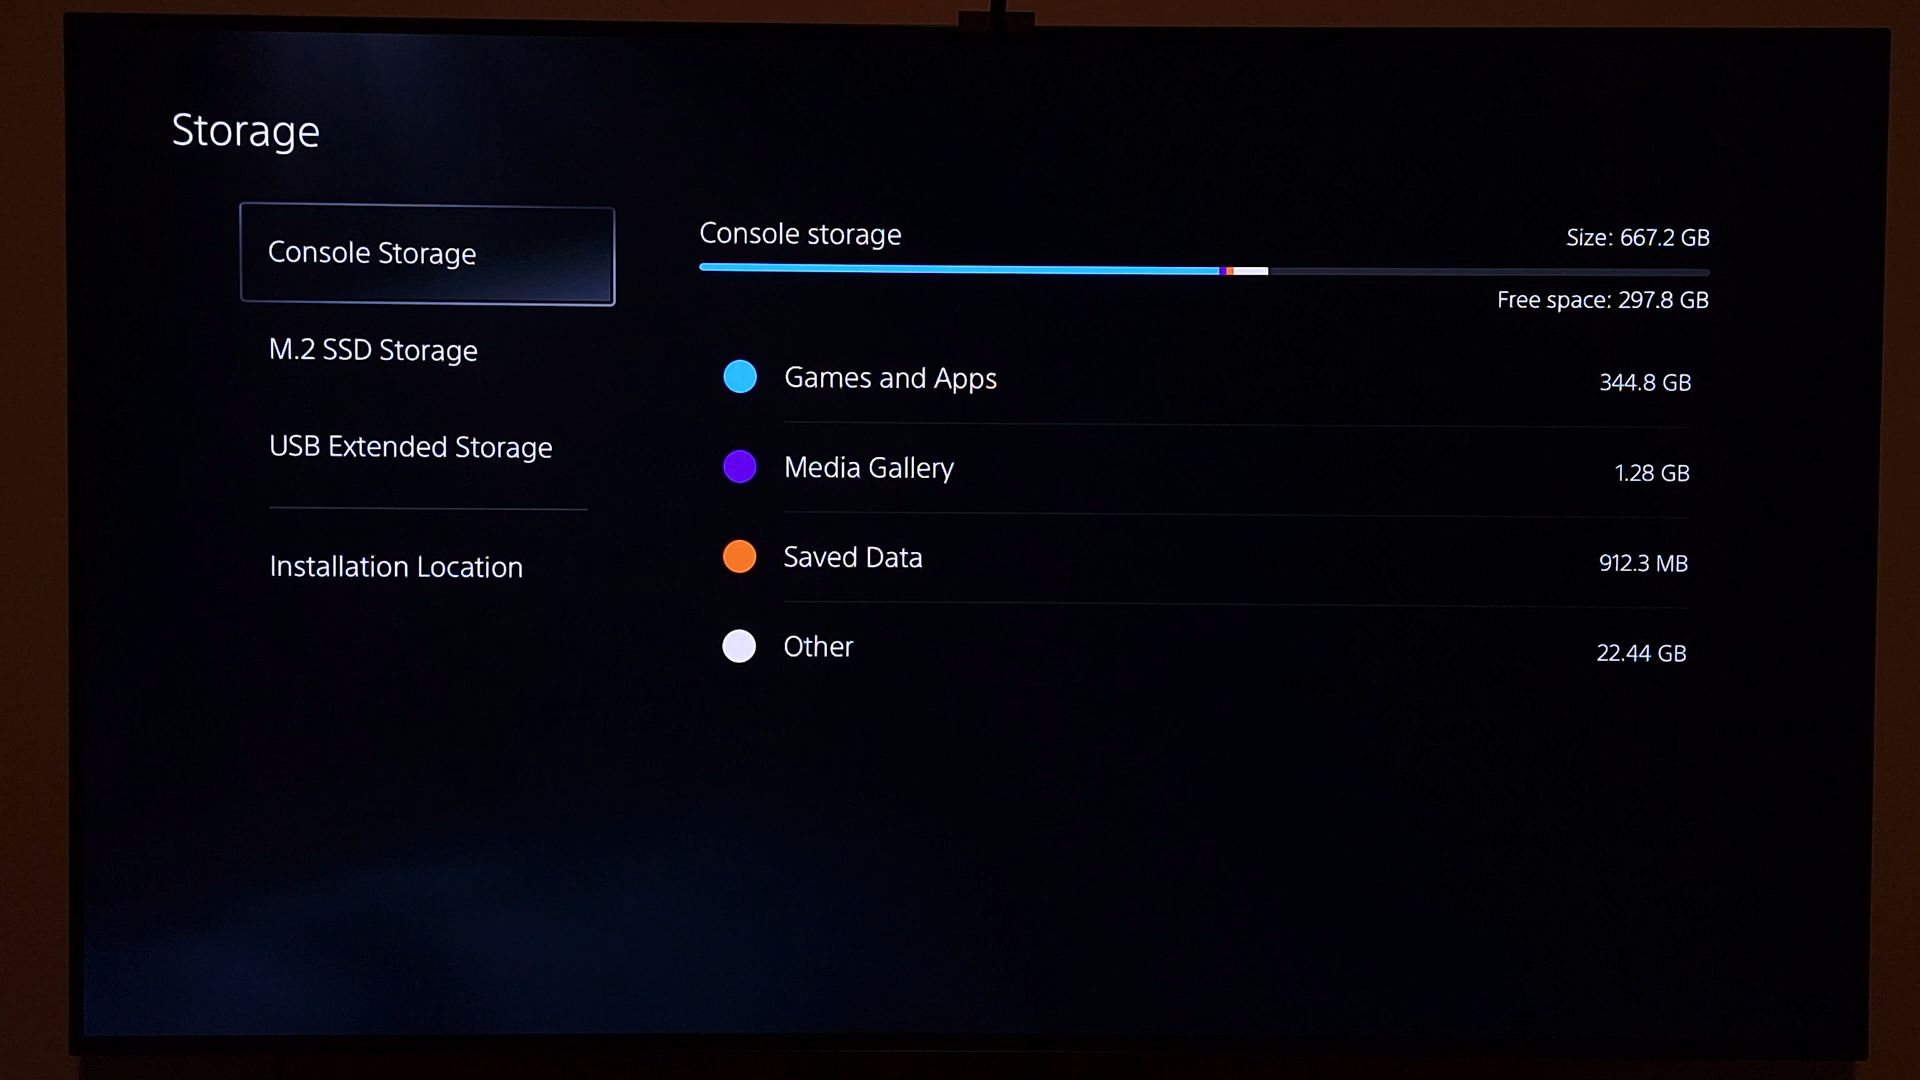 Storage
Console Storage
M.2 SSD Storage
USB Extended Storage
Installation Location
Console storage
Size: 667.2 GB
Free space: 297.8 GB
Games and Apps
344.8 GB
Media Gallery
1.28 GB
Saved Data
912.3 MB
Other
22.44 GB